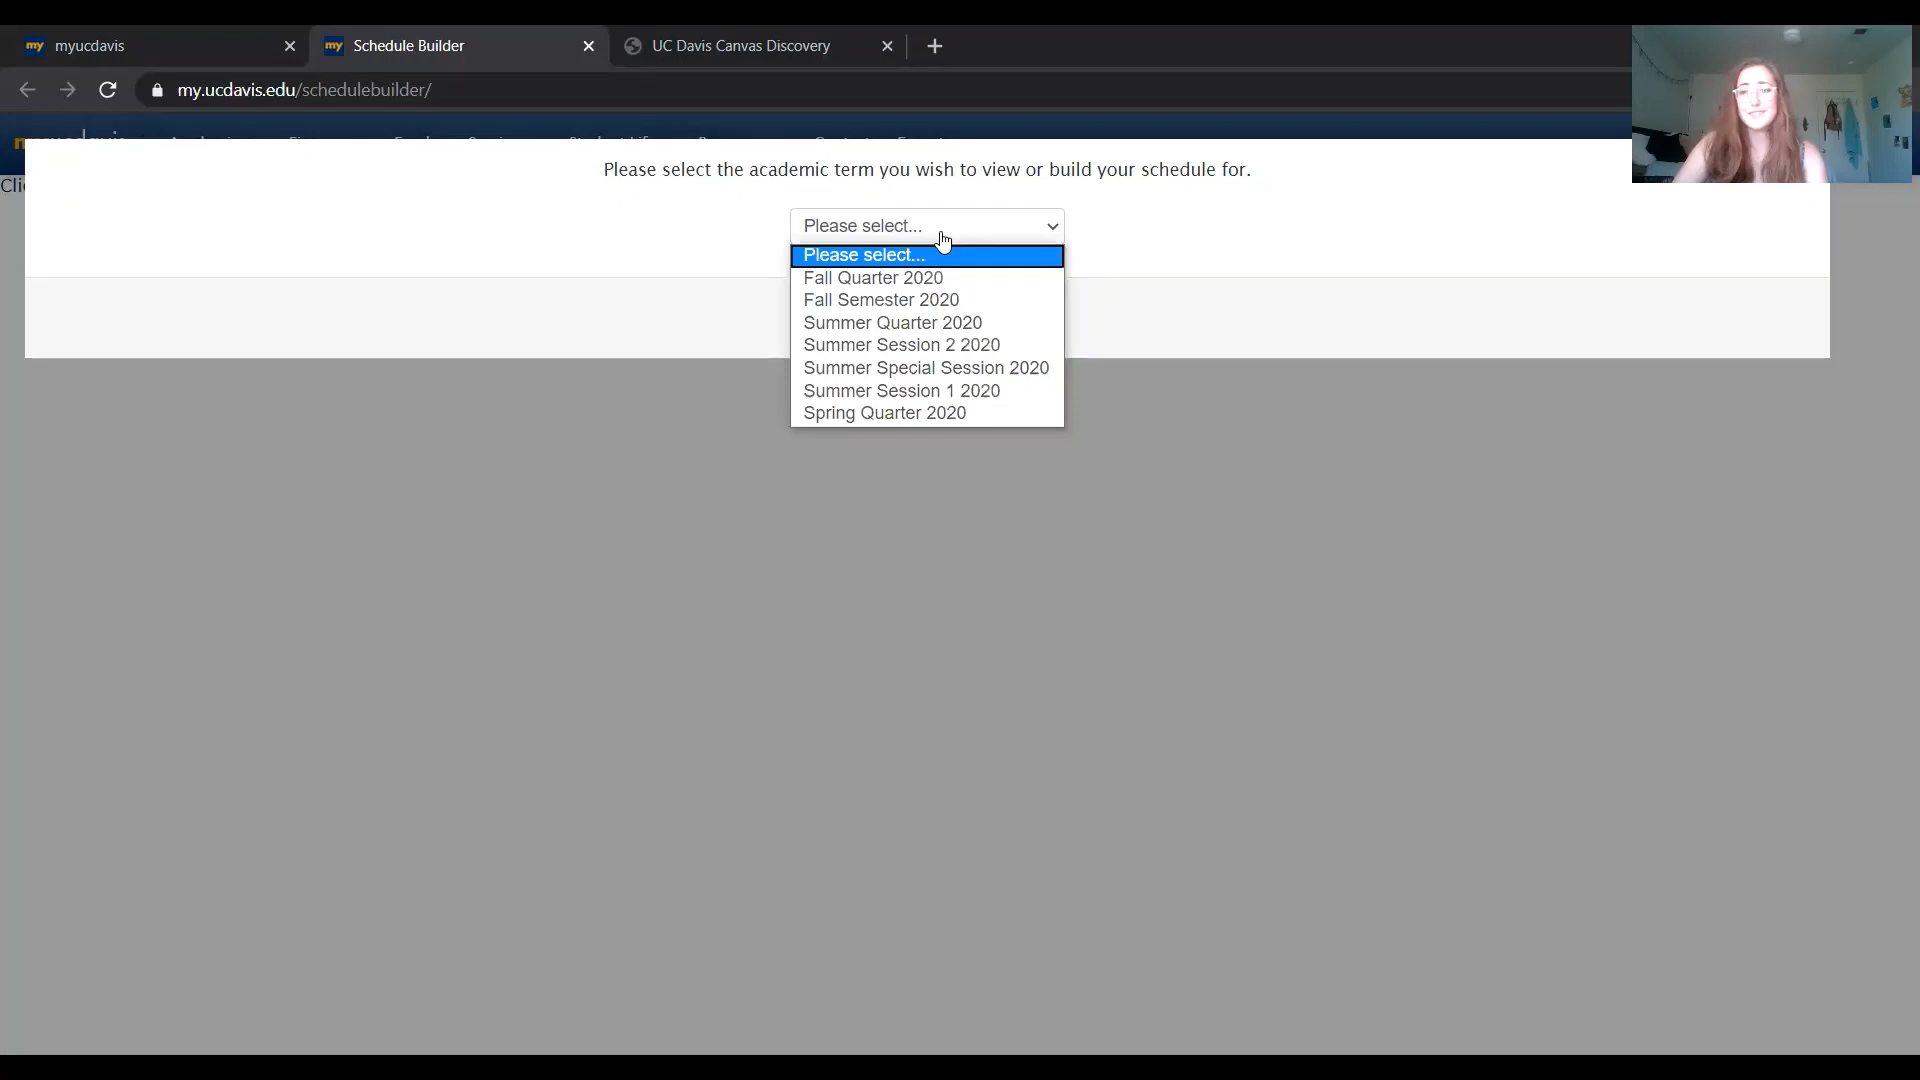 my myucdavis
my Schedule Builder
UC Davis Canvas Discovery
my.ucdavis.edu/schedulebuilder/
Please select the academic term you wish to view or build your schedule for.
Please select...
Please select...
Fall Quarter 2020
Fall Semester 2020
Summer Quarter 2020
Summer Session 2 2020
Summer Special Session 2020
Summer Session 1 2020
Spring Quarter 2020